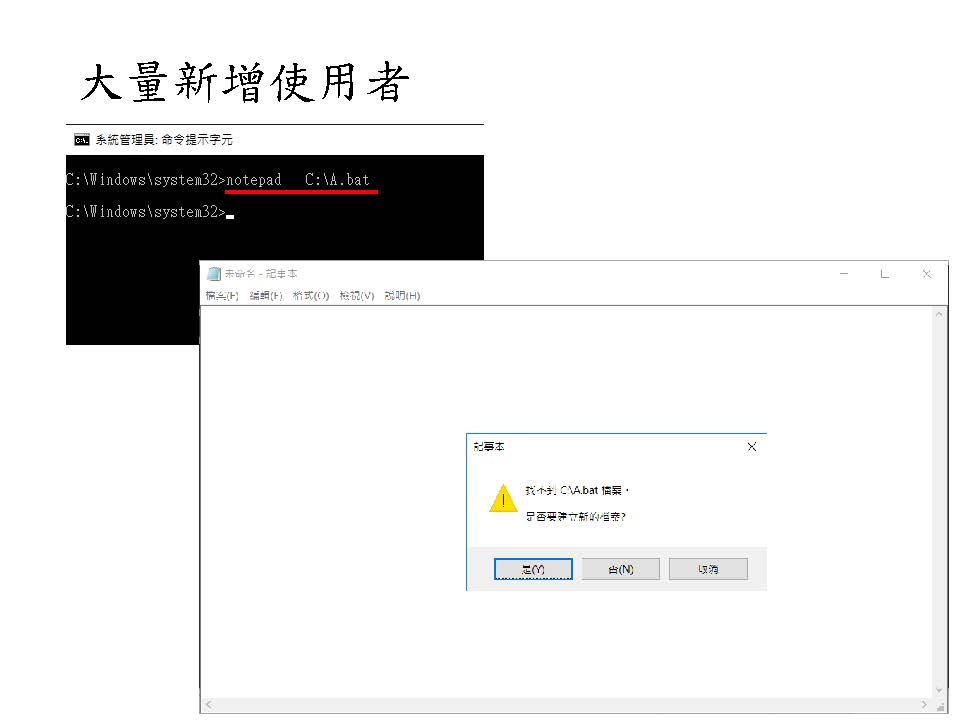 大量新增使用者
系統管理員: 命令提示字元
C:\Windows\system32>notepad   C:\A.bat
C:\Windows\system32>
未命名 - 記事本
檔案(F) 編輯(E) 格式(O) 檢視(V) 說明(H)
記事本
找不到 C:\A.bat 檔案。
是否要建立新的檔案?
是(Y) 否(N) 取消